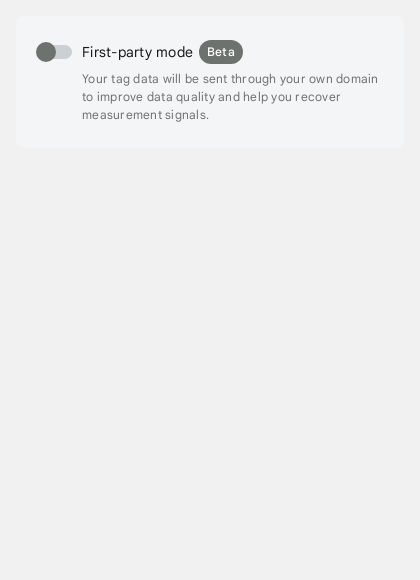 First-party mode Beta
Your tag data will be sent through your own domain
to improve data quality and help you recover
measurement signals.